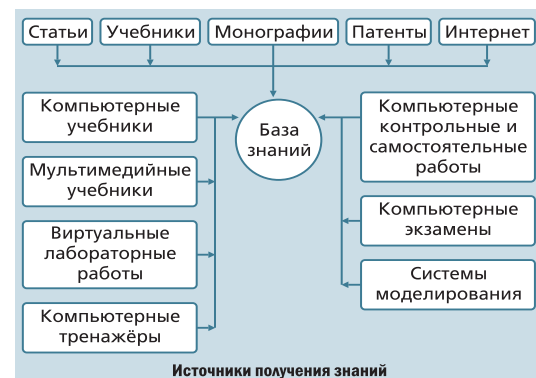 Статьи
Учебники
Монографии
Патенты
Интернет
Компьютерные
учебники
Мультимедийные
учебники
Виртуальные
лабораторные
работы
Компьютерные
тренажёры
База
знаний
Компьютерные
контрольные и
самостоятельные
работы
Компьютерные
экзамены
Системы
моделирования
Источники получения знаний